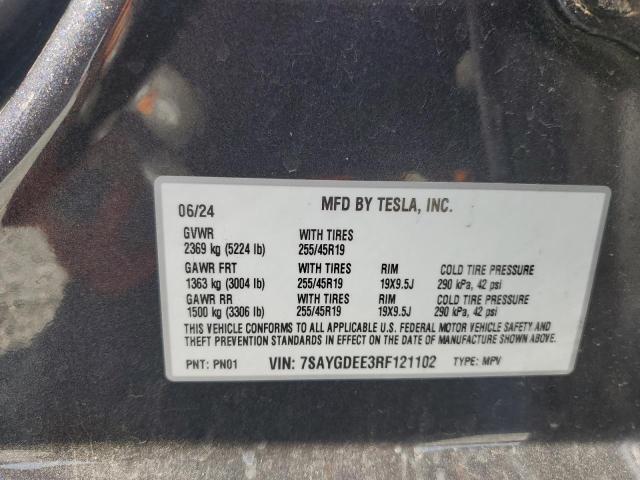 06/24 MFD BY TESLA, INC.
GVWR WITH TIRES
2369 kg (5224 lb) 255/45R19
GAWR FRT WITH TIRES RIM COLD TIRE PRESSURE
1363 kg (3004 lb) 255/45R19 19X9.5J 290 kPa, 42 psi
GAWR RR WITH TIRES RIM COLD TIRE PRESSURE
1500 kg (3306 lb) 255/45R19 19X9.5J 290 kPa, 42 psi
THIS VEHICLE CONFORMS TO ALL APPLICABLE U.S. FEDERAL MOTOR VEHICLE SAFETY AND
THEFT PREVENTION STANDARDS IN EFFECT ON THE DATE OF MANUFACTURE SHOWN ABOVE.
PNT: PN01 VIN: 7SAYGDEE3RF121102 TYPE: MPV